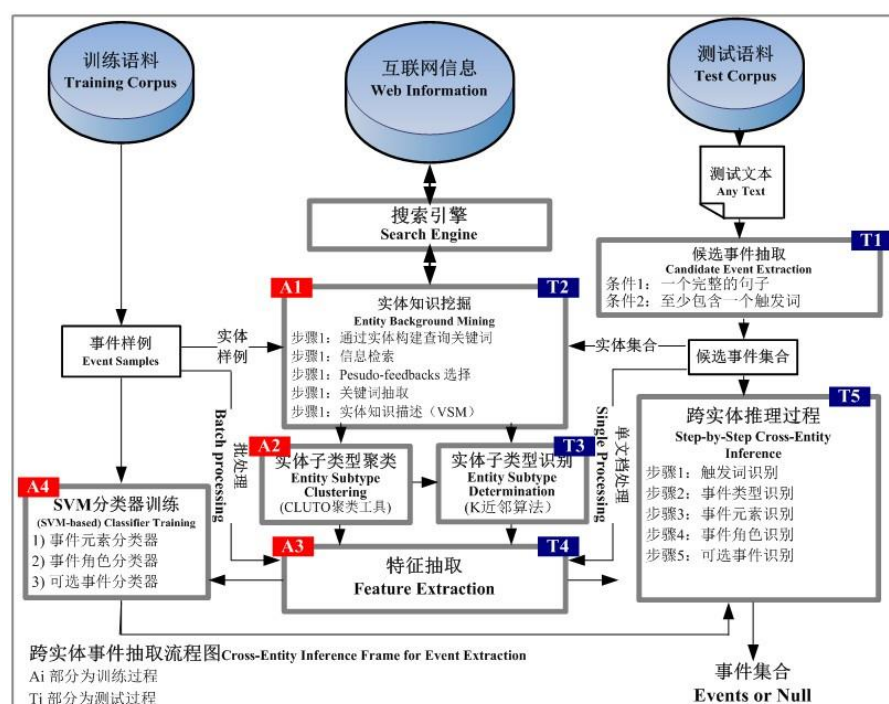 训练语料
Training Corpus
互联网信息
Web Information
测试语料
Test Corpus
测试文本
Any Text
搜索引擎
Search Engine
T1
候选事件抽取
Candidate Event Extraction
条件1：一个完整的句子
条件2：至少包含一个触发词
A1
T2
实体知识挖掘
Entity Background Mining
步骤1：通过实体构建查询关键词
步骤1：信息检索
步骤1：Pesudo-feedbacks 选择
步骤1：关键词抽取
步骤1：实体知识描述（VSM）
事件样例
Event Samples
实体
样例
实体集合
候选事件集合
Batch processing
批处理
Single Processing
单文档处理
A2
实体子类型聚类
Entity Subtype
Clustering
(CLUTO聚类工具)
T3
实体子类型识别
Entity Subtype
Determination
(K近邻算法)
T5
跨实体推理过程
Step-by-Step Cross-Entity
Inference
步骤1：触发词识别
步骤2：事件类型识别
步骤3：事件元素识别
步骤4：事件角色识别
步骤5：可选事件识别
A4
SVM分类器训练
(SVM-based) Classifier Training
1) 事件元素分类器
2) 事件角色分类器
3) 可选事件分类器
A3
T4
特征抽取
Feature Extraction
跨实体事件抽取流程图Cross-Entity Inference Frame for Event Extraction
Ai 部分为训练过程
Ti 部分为测试过程
事件集合
Events or Null